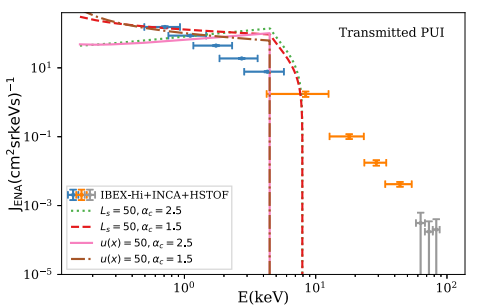 Transmitted PUI
J_ENA(cm²srkeVs)⁻¹
10¹
10⁻¹
10⁻³
10⁻⁵
IBEX-Hi+INCA+HSTOF
L_s = 50, α_c = 2.5
L_s = 50, α_c = 1.5
u(x) = 50, α_c = 2.5
u(x) = 50, α_c = 1.5
10⁰
10¹
10²
E(keV)